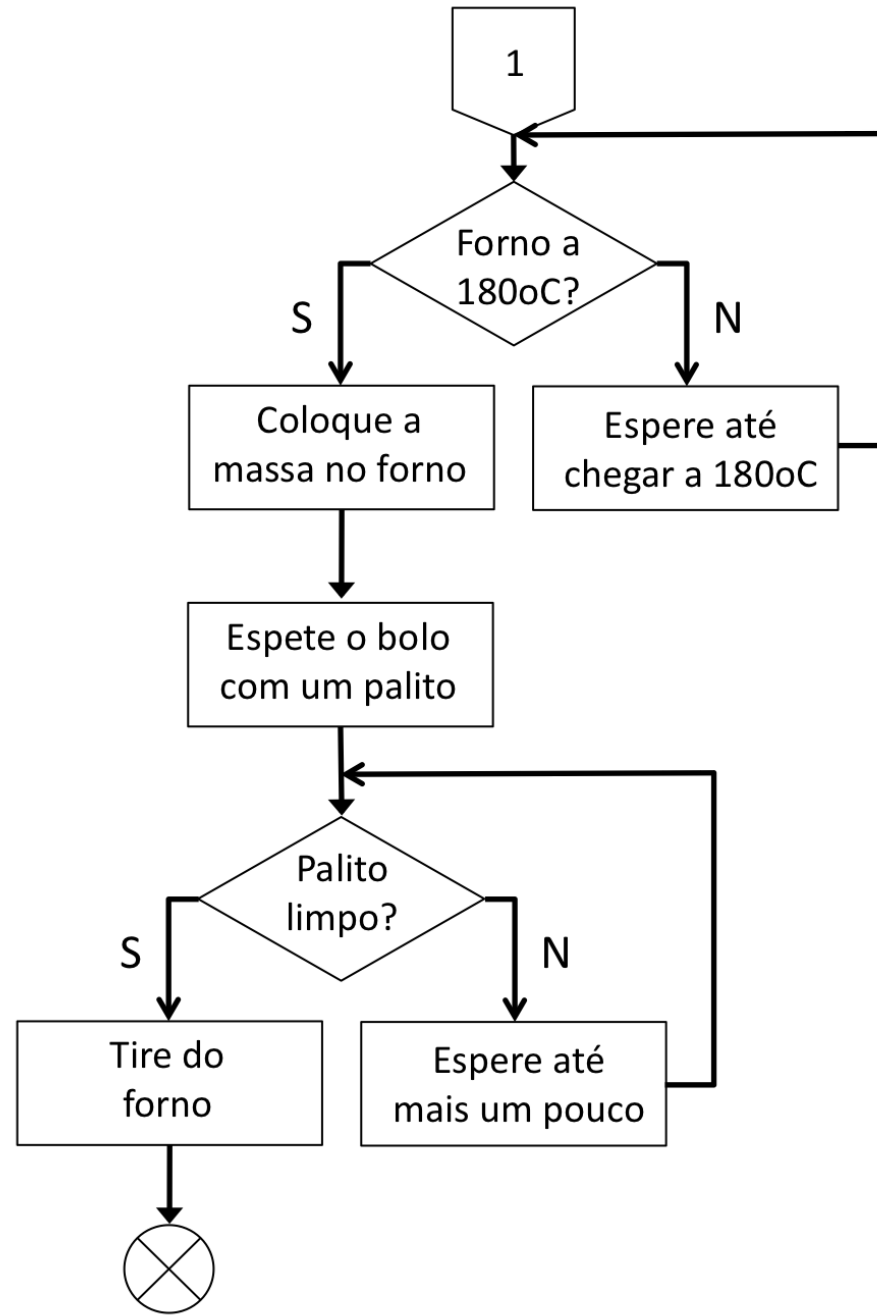 1
Forno a
180oC?
S
N
Coloque a
massa no forno
Espere até
chegar a 180oC
Espete o bolo
com um palito
Palito
limpo?
S
N
Tire do
forno
Espere até
mais um pouco